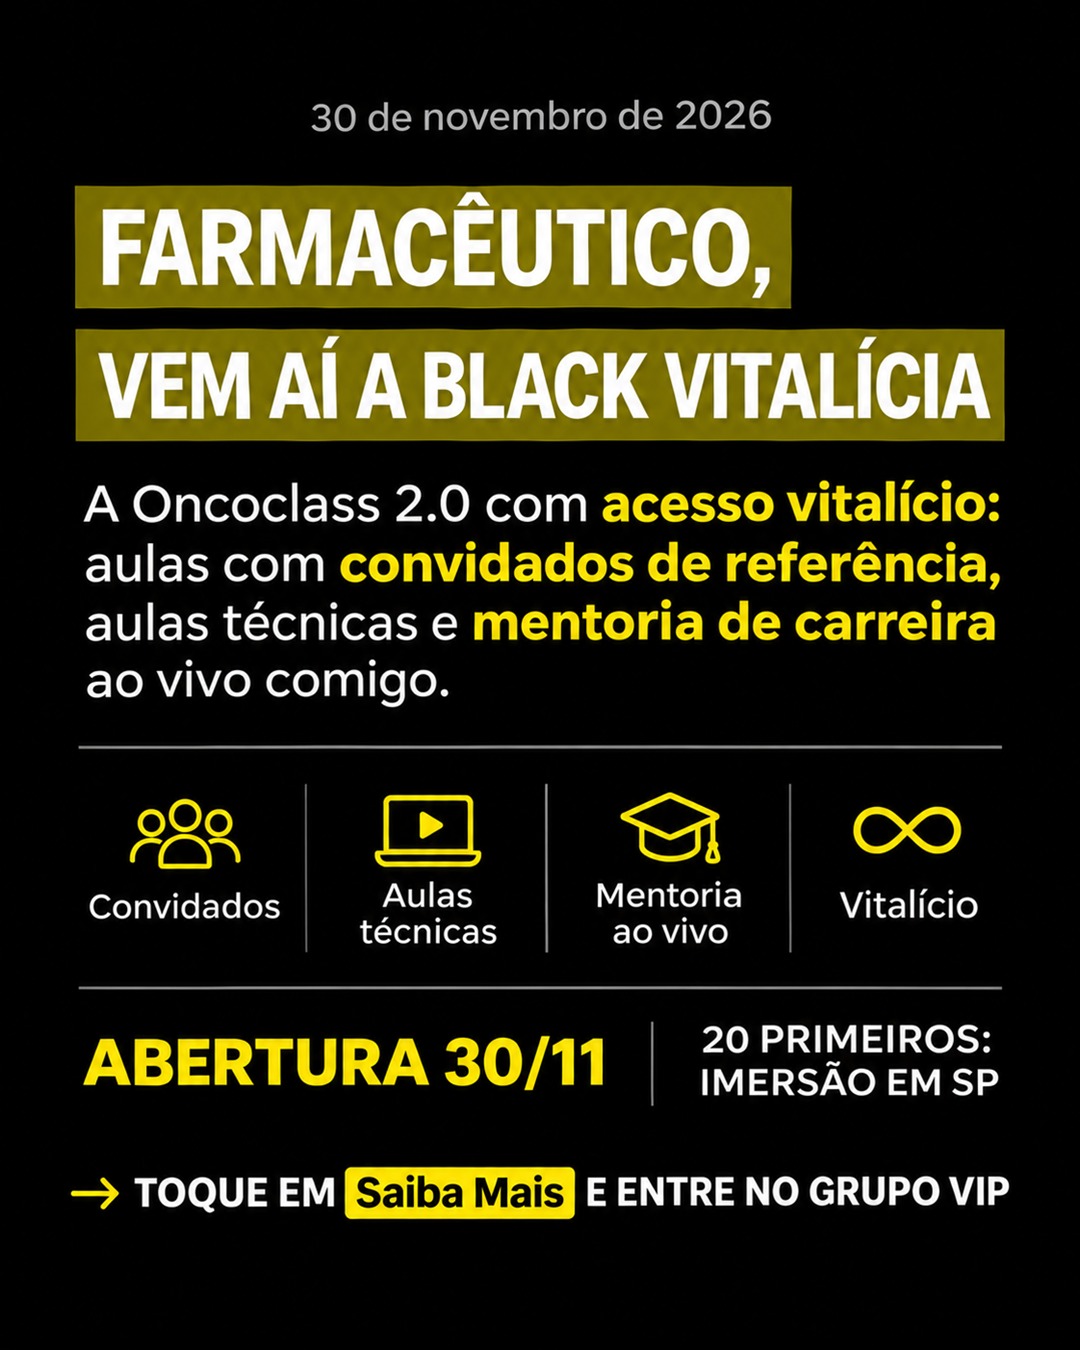 30 de novembro de 2026
FARMACÊUTICO,
VEM AÍ A BLACK VITALÍCIA
A Oncoclass 2.0 com acesso vitalício:
aulas com convidados de referência,
aulas técnicas e mentoria de carreira
ao vivo comigo.
Convidados
Aulas
técnicas
Mentoria
ao vivo
Vitalício
ABERTURA 30/11
20 PRIMEIROS:
IMERSÃO EM SP
→ TOQUE EM Saiba Mais E ENTRE NO GRUPO VIP